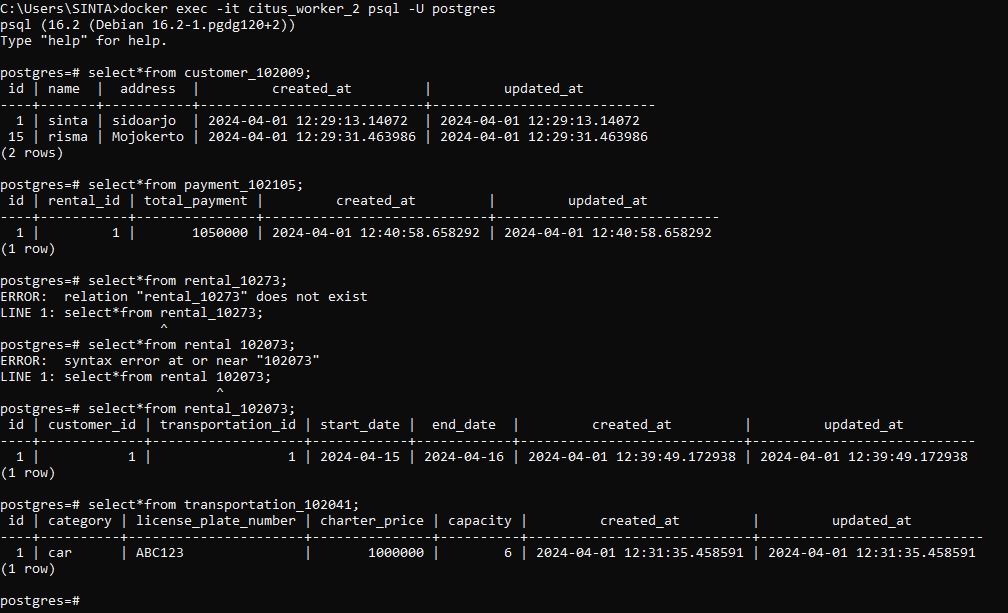 C:\Users\SINTA>docker exec -it citus_worker_2 psql -U postgres
psql (16.2 (Debian 16.2-1.pgdg120+2))
Type "help" for help.

postgres=# select*from customer_102009;
 id | name  |  address  |         created_at         |         updated_at
----+-------+-----------+----------------------------+---------------------------
  1 | sinta | sidoarjo  | 2024-04-01 12:29:13.14072  | 2024-04-01 12:29:13.14072
 15 | risma | Mojokerto | 2024-04-01 12:29:31.463986 | 2024-04-01 12:29:31.463986
(2 rows)

postgres=# select*from payment_102105;
 id | rental_id | total_payment |         created_at         |         updated_at
----+-----------+---------------+----------------------------+----------------------------
  1 |         1 |       1050000 | 2024-04-01 12:40:58.658292 | 2024-04-01 12:40:58.658292
(1 row)

postgres=# select*from rental_10273;
ERROR:  relation "rental_10273" does not exist
LINE 1: select*from rental_10273;
                    ^
postgres=# select*from rental 102073;
ERROR:  syntax error at or near "102073"
LINE 1: select*from rental 102073;
                           ^
postgres=# select*from rental_102073;
 id | customer_id | transportation_id | start_date |  end_date  |         created_at         |         updated_at
----+-------------+-------------------+------------+------------+----------------------------+----------------------------
  1 |           1 |                 1 | 2024-04-15 | 2024-04-16 | 2024-04-01 12:39:49.172938 | 2024-04-01 12:39:49.172938
(1 row)

postgres=# select*from transportation_102041;
 id | category | license_plate_number | charter_price | capacity |         created_at         |         updated_at
----+----------+----------------------+---------------+----------+----------------------------+----------------------------
  1 | car      | ABC123               |       1000000 |        6 | 2024-04-01 12:31:35.458591 | 2024-04-01 12:31:35.458591
(1 row)

postgres=#